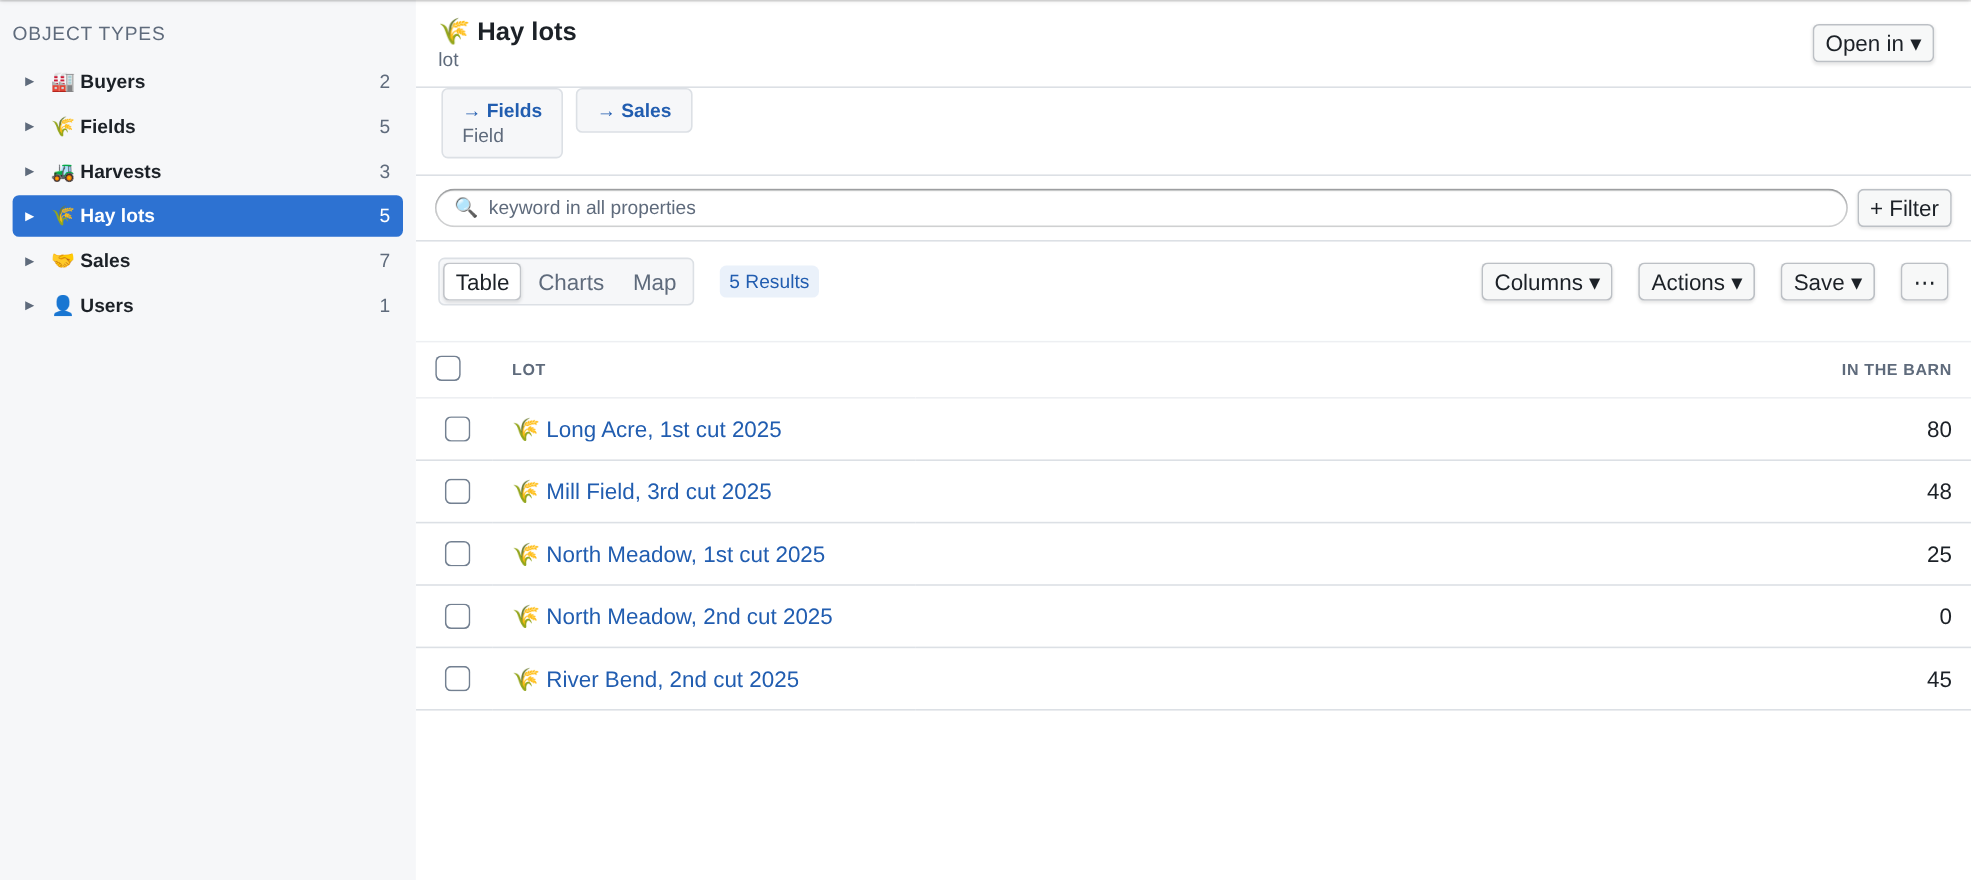 OBJECT TYPES
▸ 🏭 Buyers 2
▸ 🌾 Fields 5
▸ 🚜 Harvests 3
▸ 🌾 Hay lots 5
▸ 🤝 Sales 7
▸ 👤 Users 1
🌾 Hay lots
lot
Open in ▾
→ Fields
Field
→ Sales
🔍 keyword in all properties
+ Filter
Table Charts Map 5 Results Columns ▾ Actions ▾ Save ▾ ⋯
LOT IN THE BARN
🌾 Long Acre, 1st cut 2025 80
🌾 Mill Field, 3rd cut 2025 48
🌾 North Meadow, 1st cut 2025 25
🌾 North Meadow, 2nd cut 2025 0
🌾 River Bend, 2nd cut 2025 45